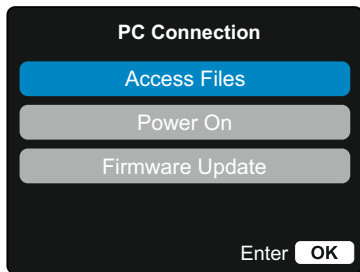 PC Connection
Access Files
Power On
Firmware Update
Enter OK